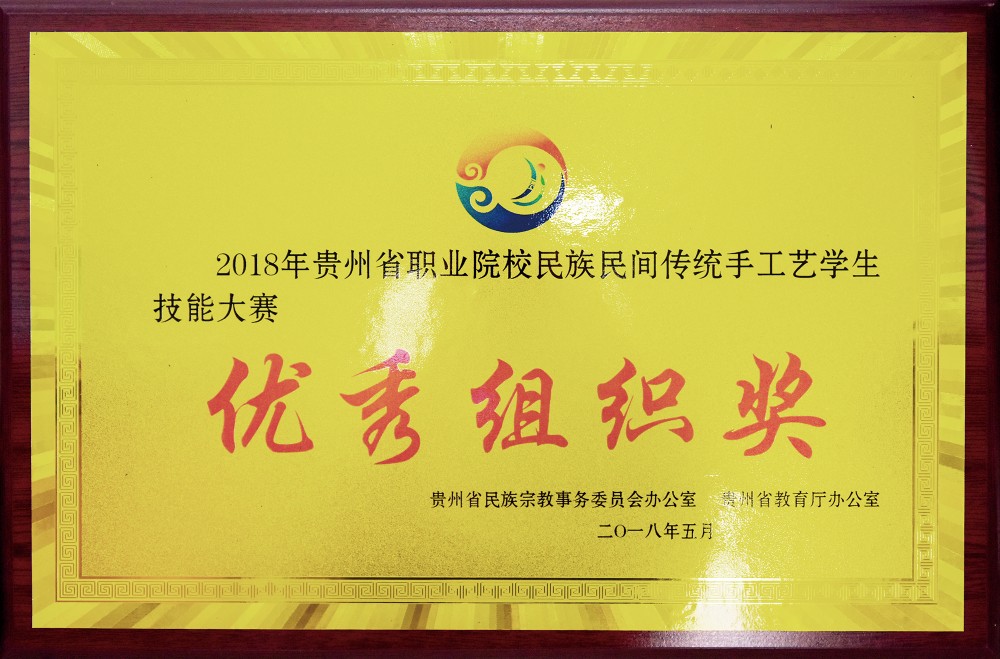 2018年贵州省职业院校民族民间传统手工艺学生
技能大赛
优秀组织奖
贵州省民族宗教事务委员会办公室 贵州省教育厅办公室
二〇一八年五月